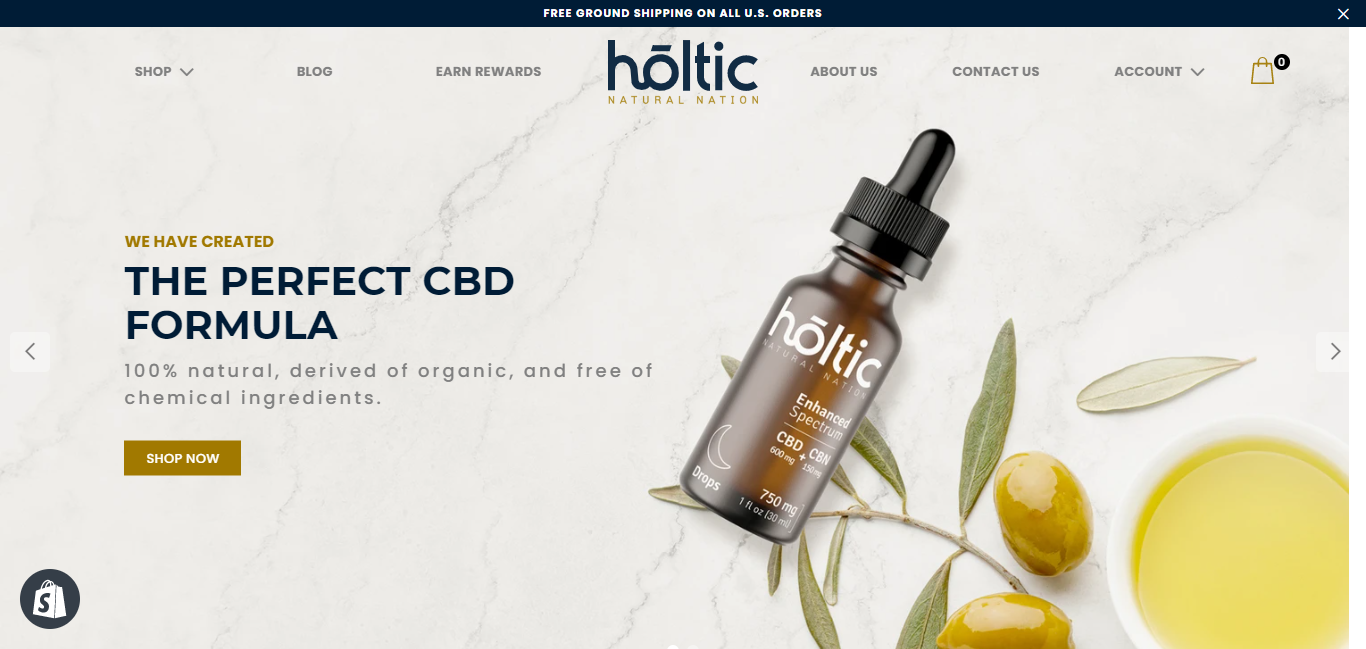 FREE GROUND SHIPPING ON ALL U.S. ORDERS
SHOP
BLOG
EARN REWARDS
hōltic
NATURAL NATION
ABOUT US
CONTACT US
ACCOUNT
0
WE HAVE CREATED
THE PERFECT CBD
FORMULA
100% natural, derived of organic, and free of
chemical ingredients.
SHOP NOW
hōltic
NATURAL NATION
Enhanced
Spectrum
CBD + CBN
600 mg 150 mg
Drops
750 mg
1 fl oz (30 ml)
S